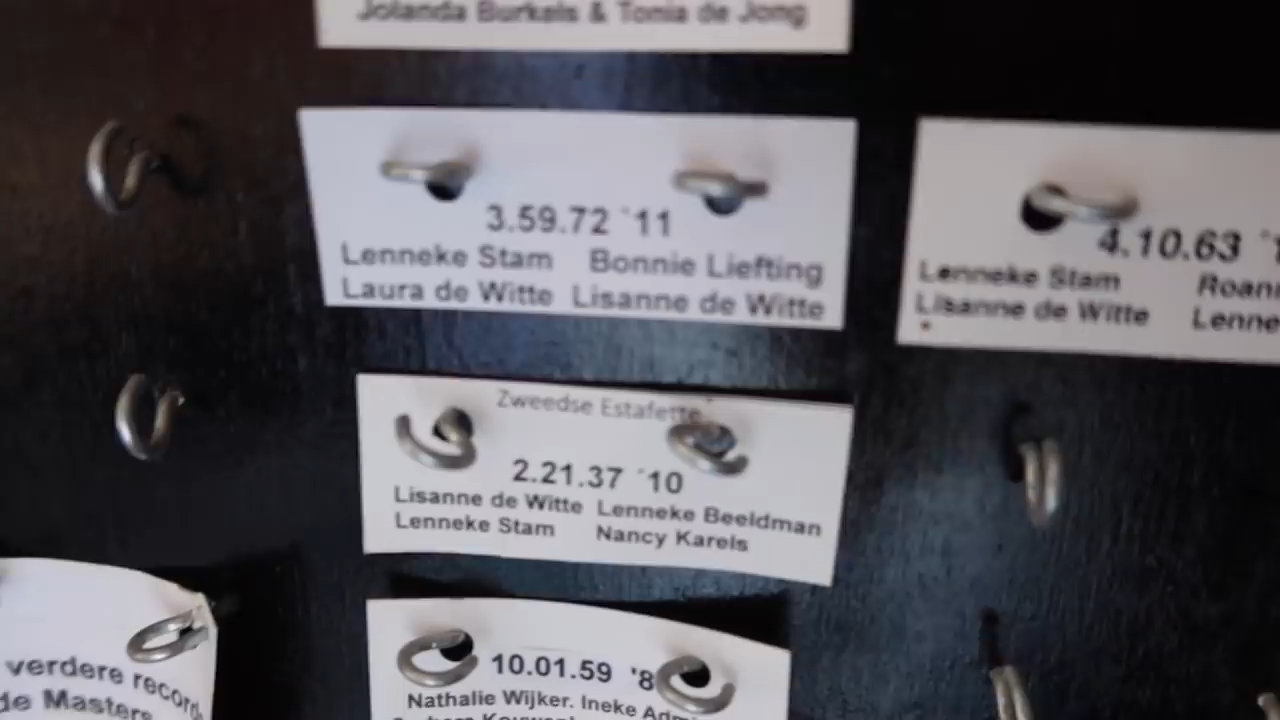 Jolanda Burkels & Tonia de Jong
3.59.72 '11
Lenneke Stam Bonnie Liefting
Laura de Witte Lisanne de Witte
4.10.63
Lenneke Stam
Lisanne de Witte
Zweedse Estafette
2.21.37 '10
Lisanne de Witte Lenneke Beeldman
Lenneke Stam Nancy Karels
verdere record
de Masters
10.01.59 '8
Nathalie Wijker. Ineke